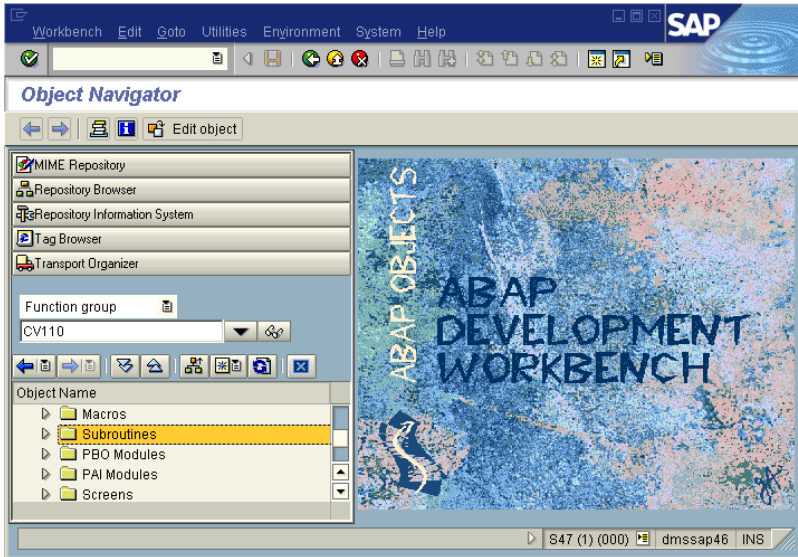 Workbench Edit Goto Utilities Environment System Help
SAP
Object Navigator
Edit object
MIME Repository
Repository Browser
Repository Information System
Tag Browser
Transport Organizer
Function group
CV110
Object Name
Macros
Subroutines
PBO Modules
PAI Modules
Screens
ABAP OBJECTS
ABAP
DEVELOPMENT
WORKBENCH
S47 (1) (000) dmssap46 INS